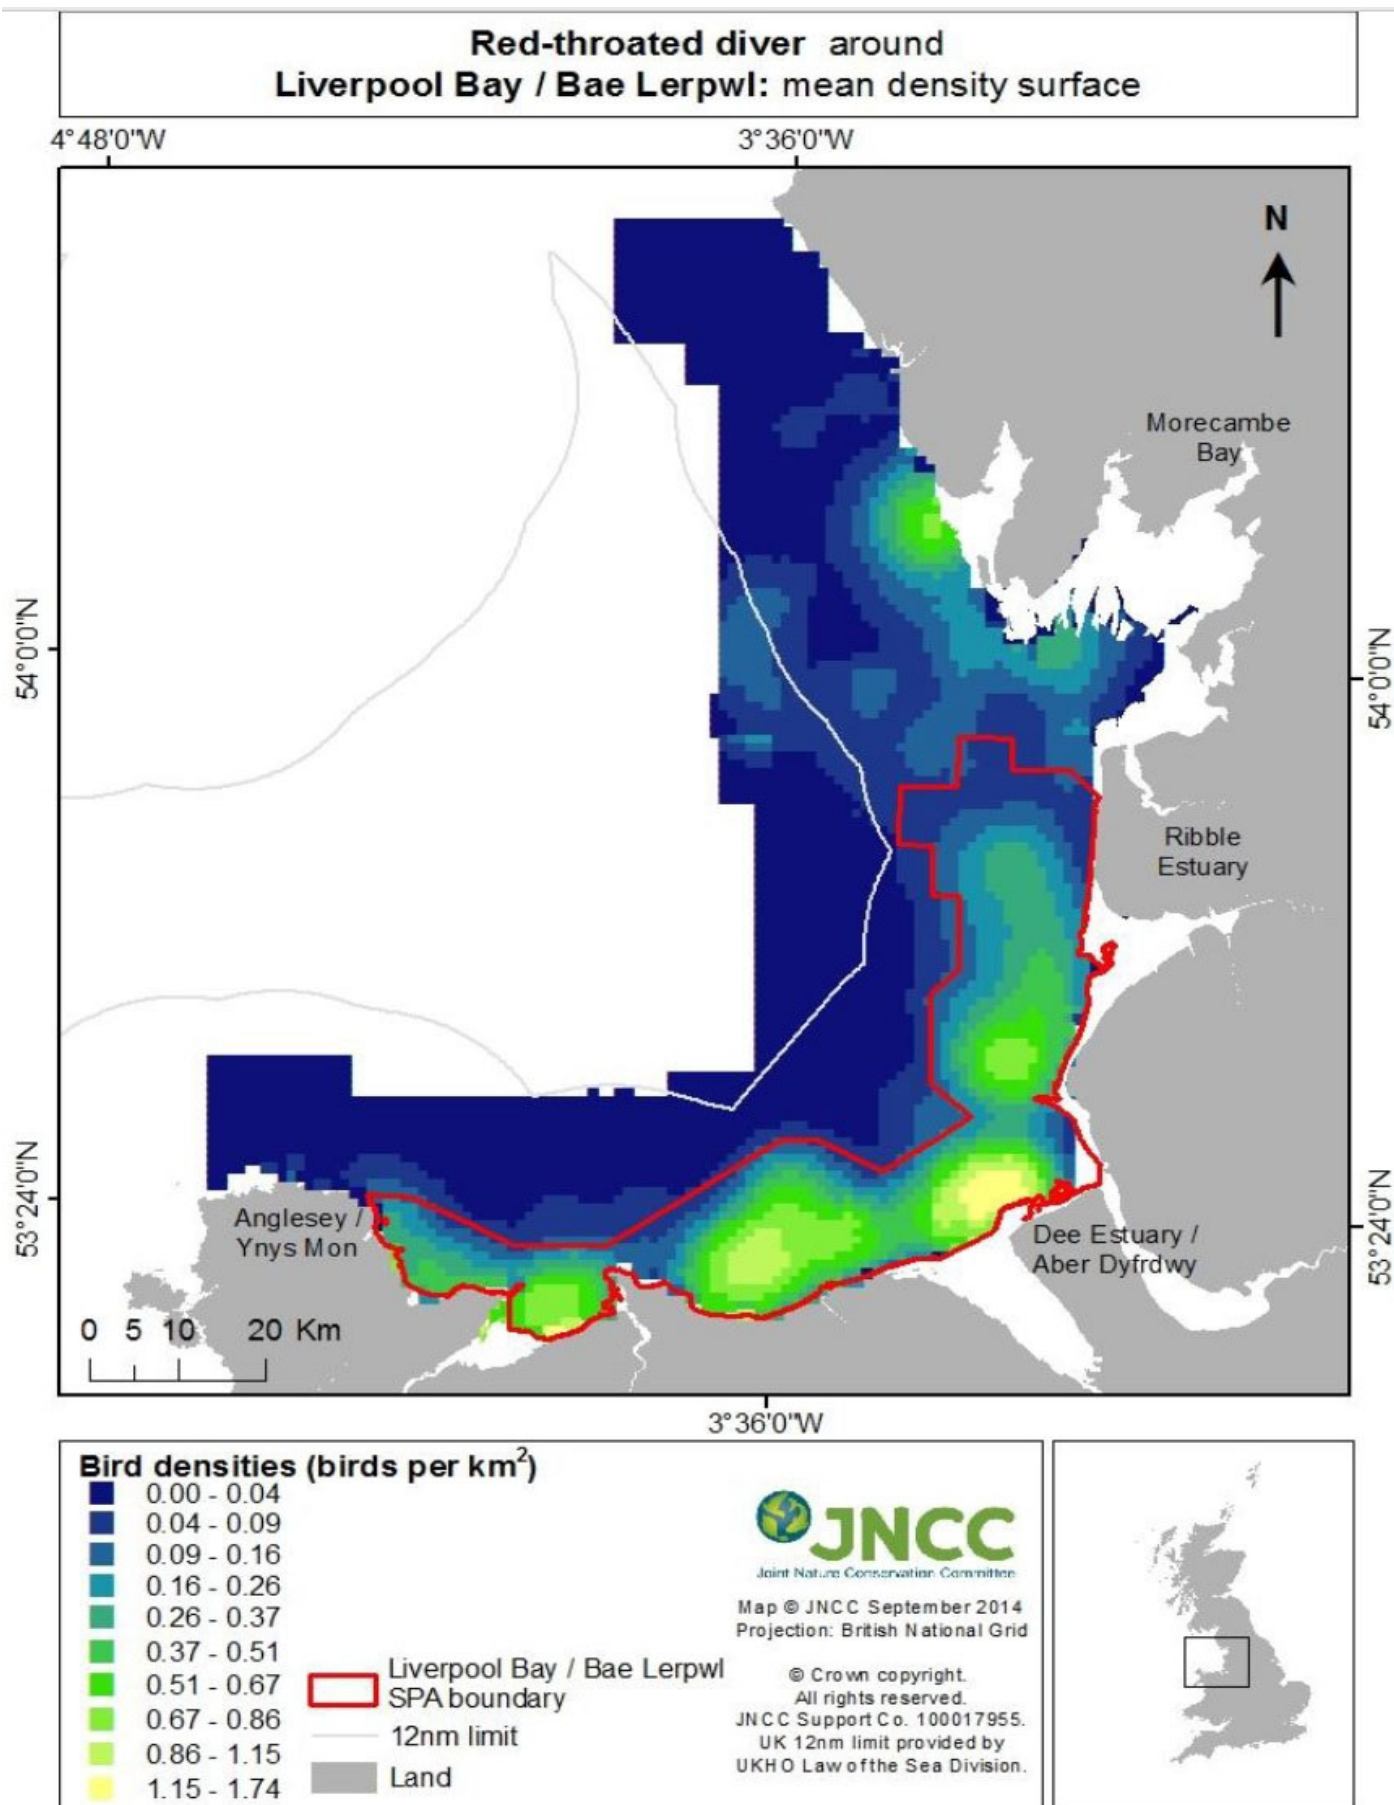 Red-throated diver around
Liverpool Bay / Bae Lerpwl: mean density surface
4°48'0"W
3°36'0"W
N
Morecambe
Bay
54°0'0"N
54°0'0"N
Ribble
Estuary
53°24'0"N
53°24'0"N
Anglesey /
Ynys Mon
Dee Estuary /
Aber Dyfrdwy
0 5 10 20 Km
3°36'0"W
Bird densities (birds per km²)
0.00 - 0.04
0.04 - 0.09
0.09 - 0.16
0.16 - 0.26
0.26 - 0.37
0.37 - 0.51
0.51 - 0.67
0.67 - 0.86
0.86 - 1.15
1.15 - 1.74
Liverpool Bay / Bae Lerpwl
SPA boundary
12nm limit
Land
JNCC
Joint Nature Conservation Committee
Map © JNCC September 2014
Projection: British National Grid
© Crown copyright.
All rights reserved.
JNCC Support Co. 100017955.
UK 12nm limit provided by
UKHO Law of the Sea Division.